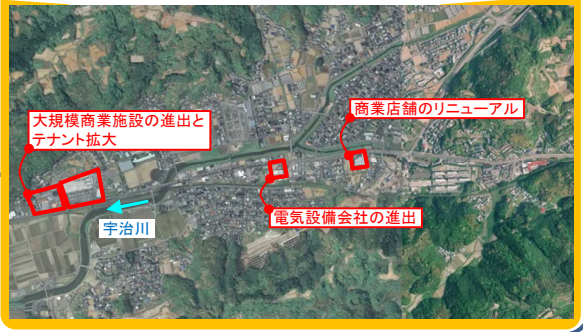 大規模商業施設の進出と
テナント拡大
商業店舗のリニューアル
電気設備会社の進出
宇治川